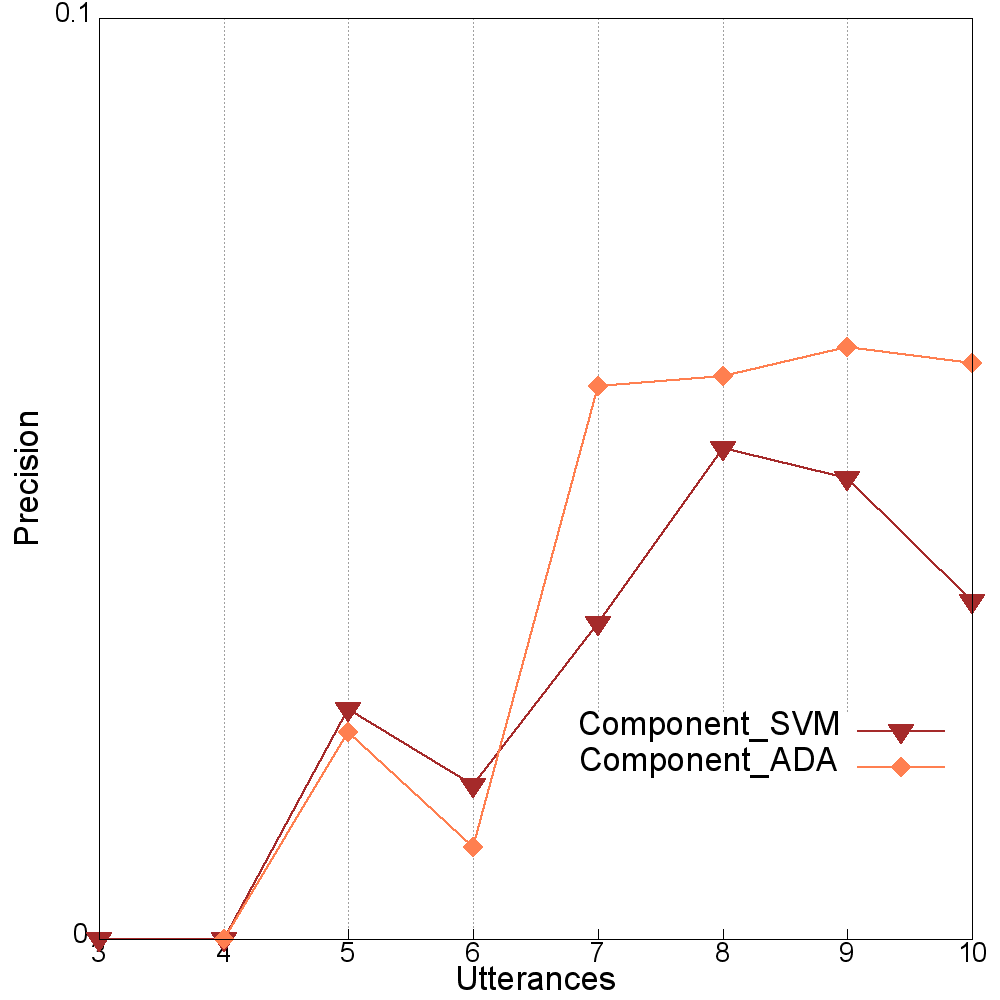 0.1
Precision
Component_SVM
Component_ADA
0
3 4 5 6 7 8 9 10
Utterances